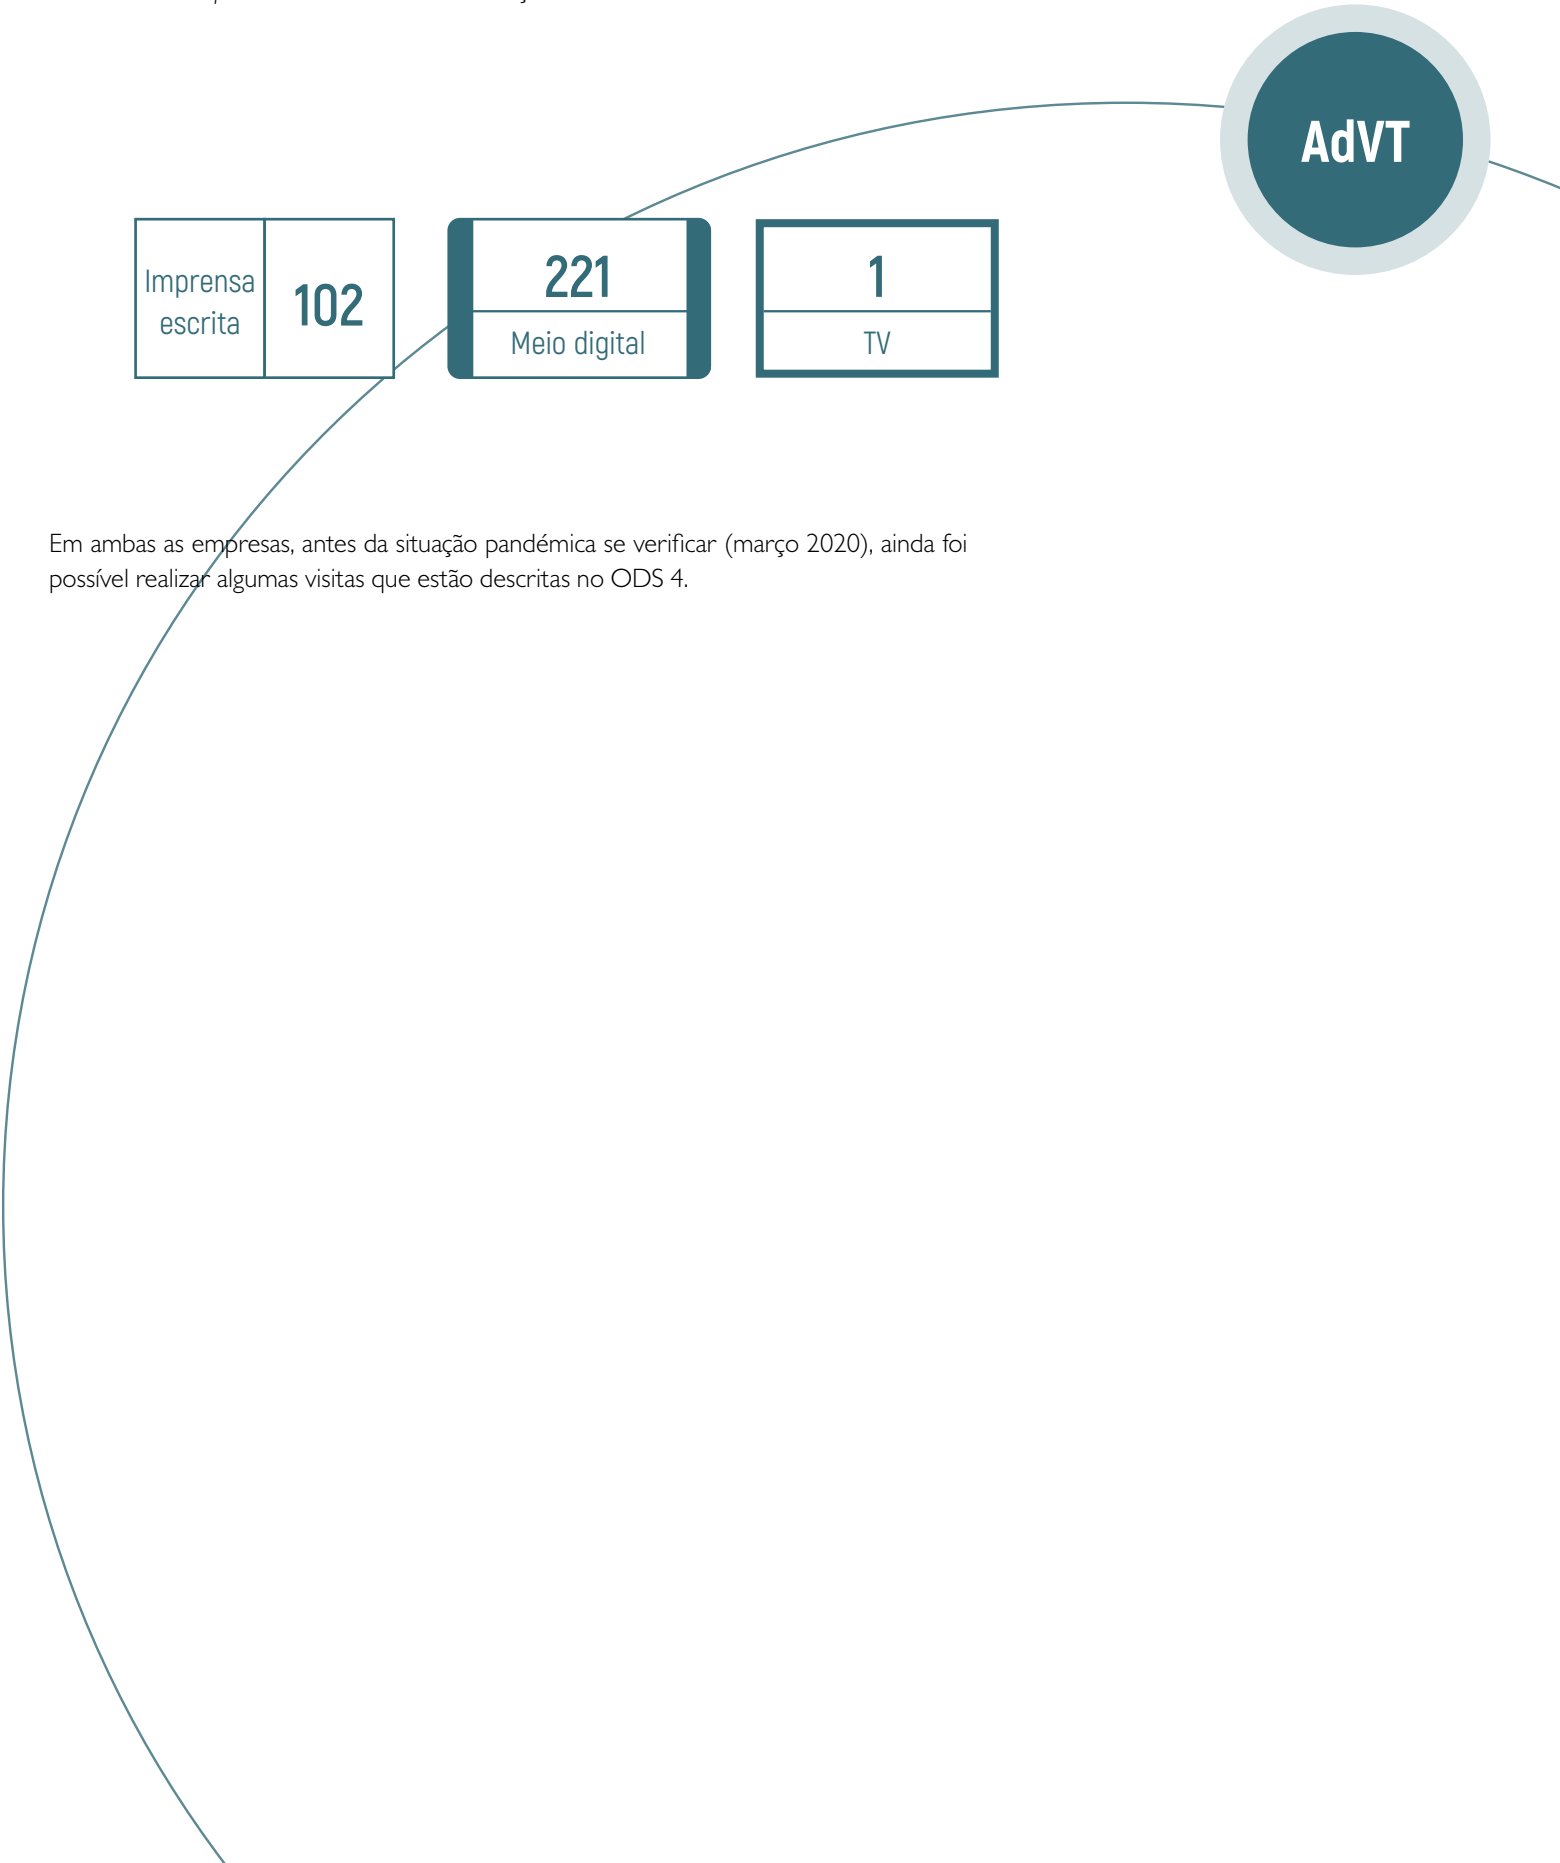 AdVT
Imprensa
escrita
102
221
Meio digital
1
TV
Em ambas as empresas, antes da situação pandémica se verificar (março 2020), ainda foi
possível realizar algumas visitas que estão descritas no ODS 4.